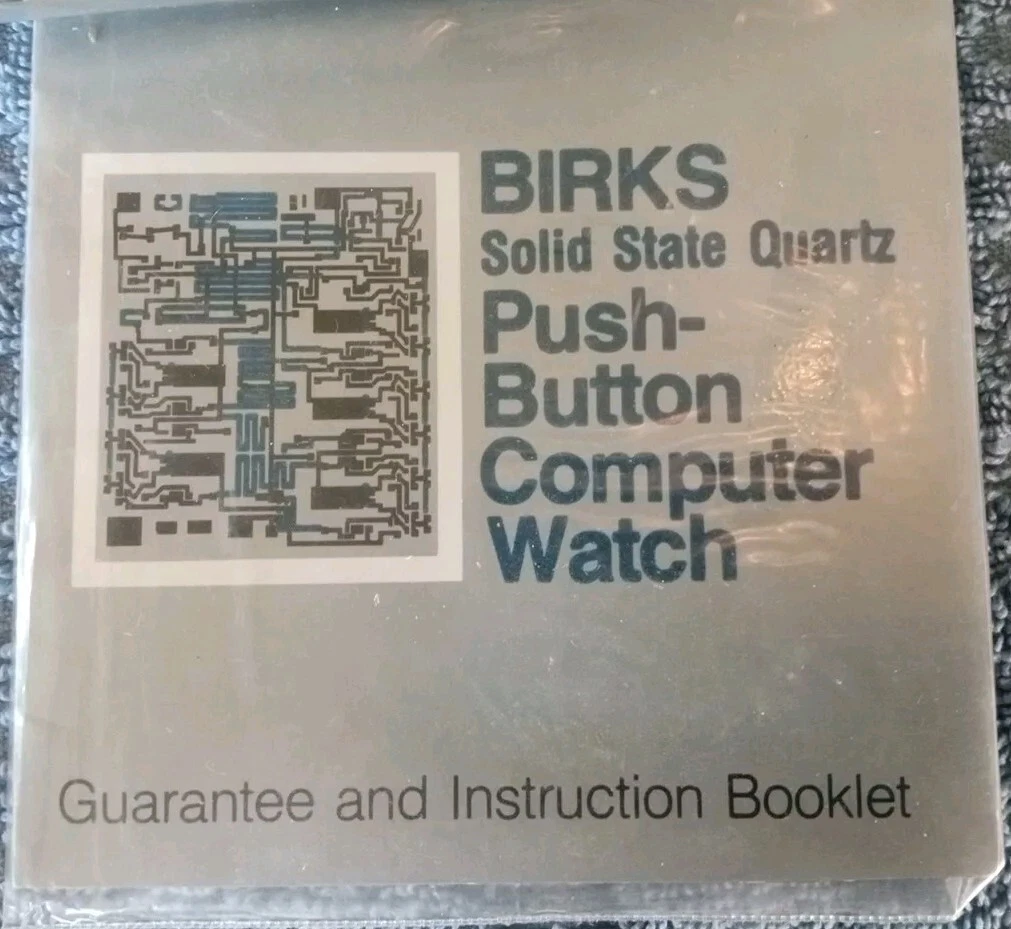 BIRKS
Solid State Quartz
Push-
Button
Computer
Watch
Guarantee and Instruction Booklet